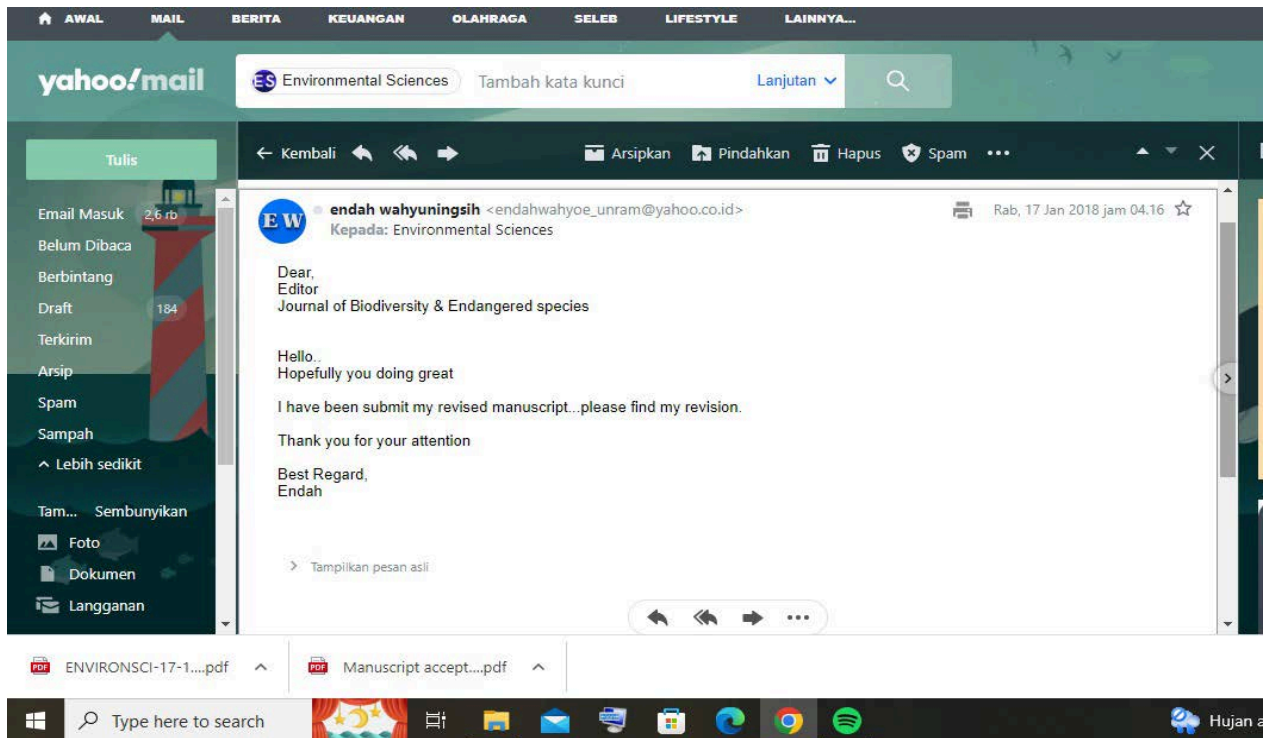 AWAL MAIL BERITA KEUANGAN OLAHRAGA SELEB LIFESTYLE LAINNYA...
yahoo!mail ES Environmental Sciences Tambah kata kunci Lanjutan
Tulis Kembali Arsipkan Pindahkan Hapus Spam
Email Masuk 2,6 rb
Belum Dibaca
Berbintang
Draft 184
Terkirim
Arsip
Spam
Sampah
Lebih sedikit
Tam... Sembunyikan
Foto
Dokumen
Langganan
EW endah wahyuningsih <endahwahyoe_unram@yahoo.co.id> Rab, 17 Jan 2018 jam 04.16
Kepada: Environmental Sciences
Dear,
Editor
Journal of Biodiversity & Endangered species
Hello..
Hopefully you doing great
I have been submit my revised manuscript...please find my revision.
Thank you for your attention
Best Regard,
Endah
Tampilkan pesan asli
PDF ENVIRONSCI-17-1....pdf PDF Manuscript accept....pdf
Type here to search Hujan a